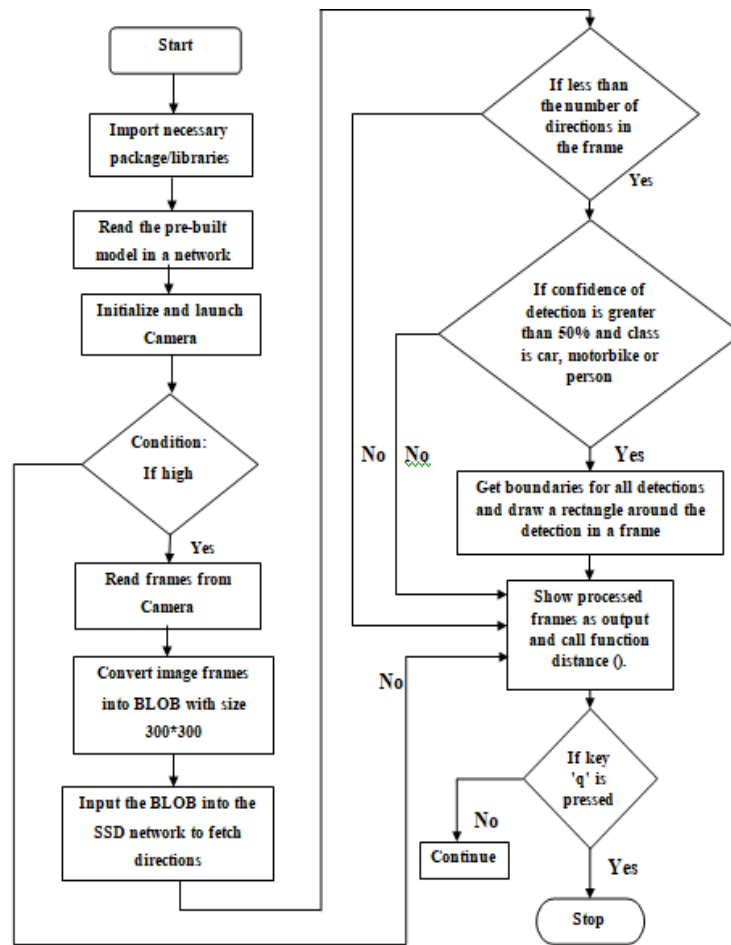 Start
Import necessary
package/libraries
Read the pre-built
model in a network
Initialize and launch
Camera
Condition:
If high
Yes
Read frames from
Camera
Convert image frames
into BLOB with size
300*300
Input the BLOB into the
SSD network to fetch
directions
No
If less than
the number of
directions in
the frame
Yes
No
If confidence of
detection is greater
than 50% and class
is car, motorbike or
person
No
Yes
Get boundaries for all detections
and draw a rectangle around the
detection in a frame
Show processed
frames as output
and call function
distance ().
If key
'q' is
pressed
No
Continue
Yes
Stop